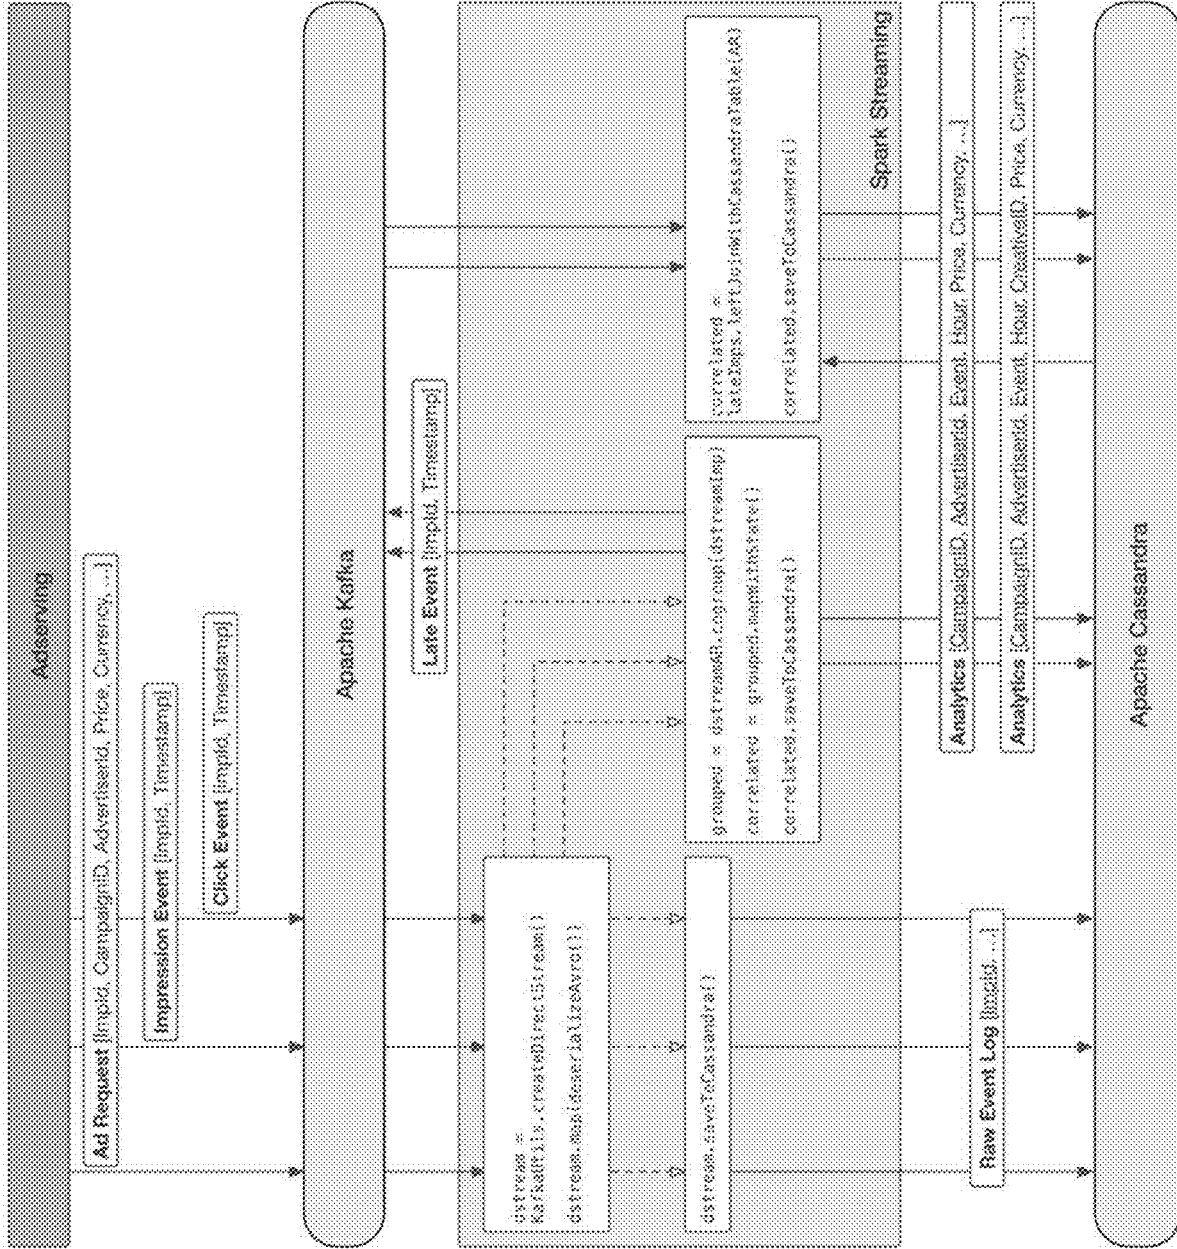 Adserving
Ad Request [ImpId, CampaignID, AdvertiserId, Price, Currency, ...]
Impression Event [ImpId, Timestamp]
Click Event [ImpId, Timestamp]
Apache Kafka
Late Event [ImpId, Timestamp]
dstream =
KafkaUtils.createDirectStream()
dstream.map(deserializeAvro())
dstream.saveToCassandra()
grouped = dstreamAR.cogroup(dstreamImp)
correlated = grouped.mapWithState()
correlated.saveToCassandra()
correlated =
lateImps.leftJoinWithCassandraTable(AR)
correlated.saveToCassandra()
Spark Streaming
Raw Event Log [ImpId, ...]
Analytics [CampaignID, AdvertiserId, Event, Hour, Price, Currency, ...]
Analytics [CampaignID, AdvertiserId, Event, Hour, CreativeID, Price, Currency, ...]
Apache Cassandra